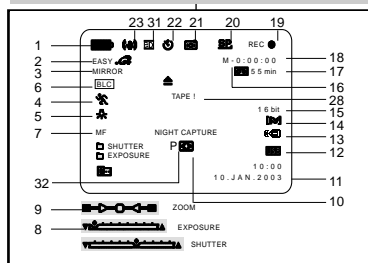 23 31 22 21 20 19
1 REC
2 EASY M-0:00:00 18
3 MIRROR 55 min 17
6 BLC 16
4 TAPE ! 28
5 16 bit 15
14
7 MF NIGHT CAPTURE 13
SHUTTER P 12
EXPOSURE
10:00
32 10.JAN.2003 11
10
9 ZOOM
8 EXPOSURE
SHUTTER